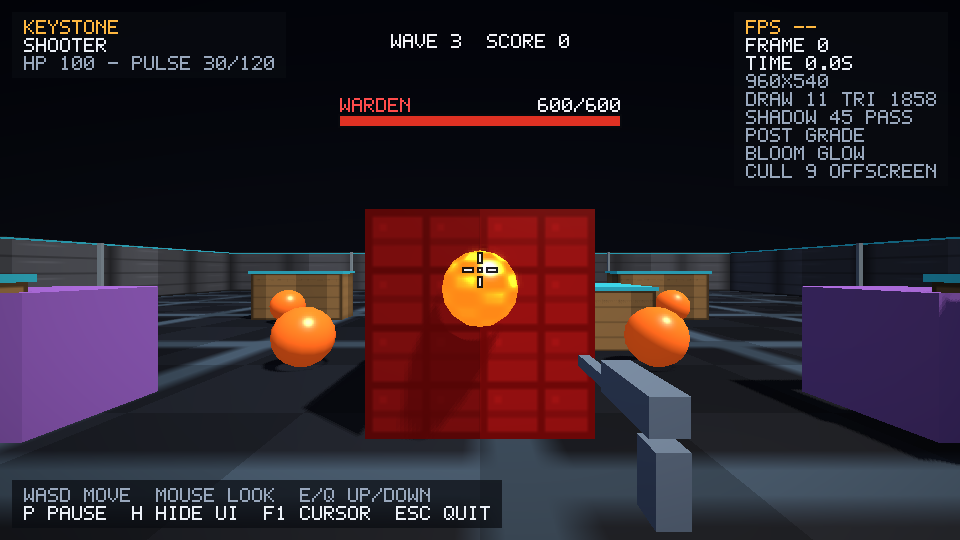 KEYSTONE
SHOOTER
HP 100 - PULSE 30/120
WAVE 3  SCORE 0
WARDEN 600/600
FPS --
FRAME 0
TIME 0.0S
960X540
DRAW 11 TRI 1858
SHADOW 45 PASS
POST GRADE
BLOOM GLOW
CULL 9 OFFSCREEN
WASD MOVE  MOUSE LOOK  E/Q UP/DOWN
P PAUSE  H HIDE UI  F1 CURSOR  ESC QUIT